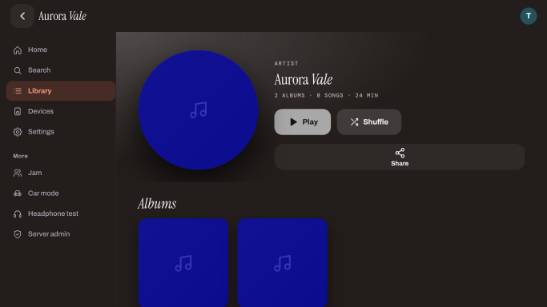 Aurora Vale
T
Home
Search
Library
Devices
Settings
More
Jam
Car mode
Headphone test
Server admin
ARTIST
Aurora Vale
2 ALBUMS · 8 SONGS · 24 MIN
Play
Shuffle
Share
Albums